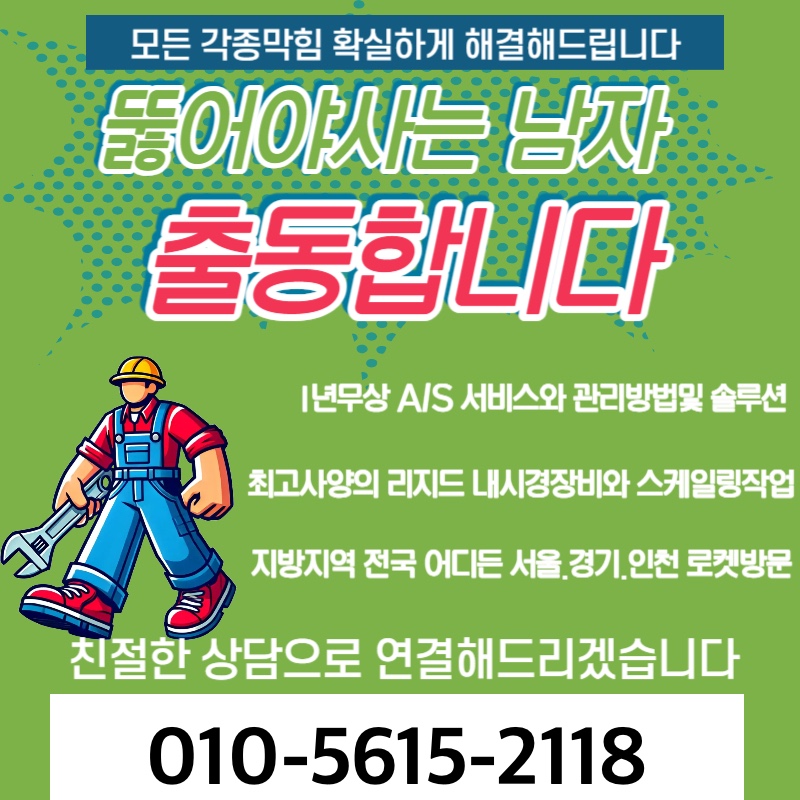 모든 각종막힘 확실하게 해결해드립니다
뚫어야사는 남자
출동합니다
1년무상 A/S 서비스와 관리방법및 솔루션
최고사양의 리지드 내시경장비와 스케일링작업
지방지역 전국 어디든 서울.경기.인천 로켓방문
친절한 상담으로 연결해드리겠습니다
010-5615-2118